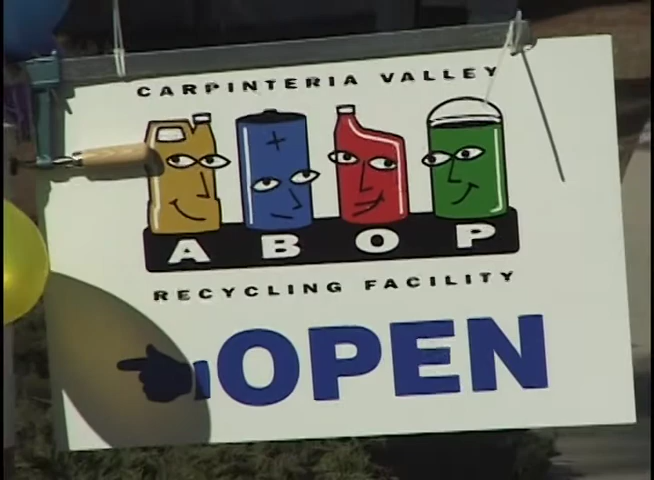 CARPINTERIA VALLEY
+
A B O P
RECYCLING FACILITY
OPEN